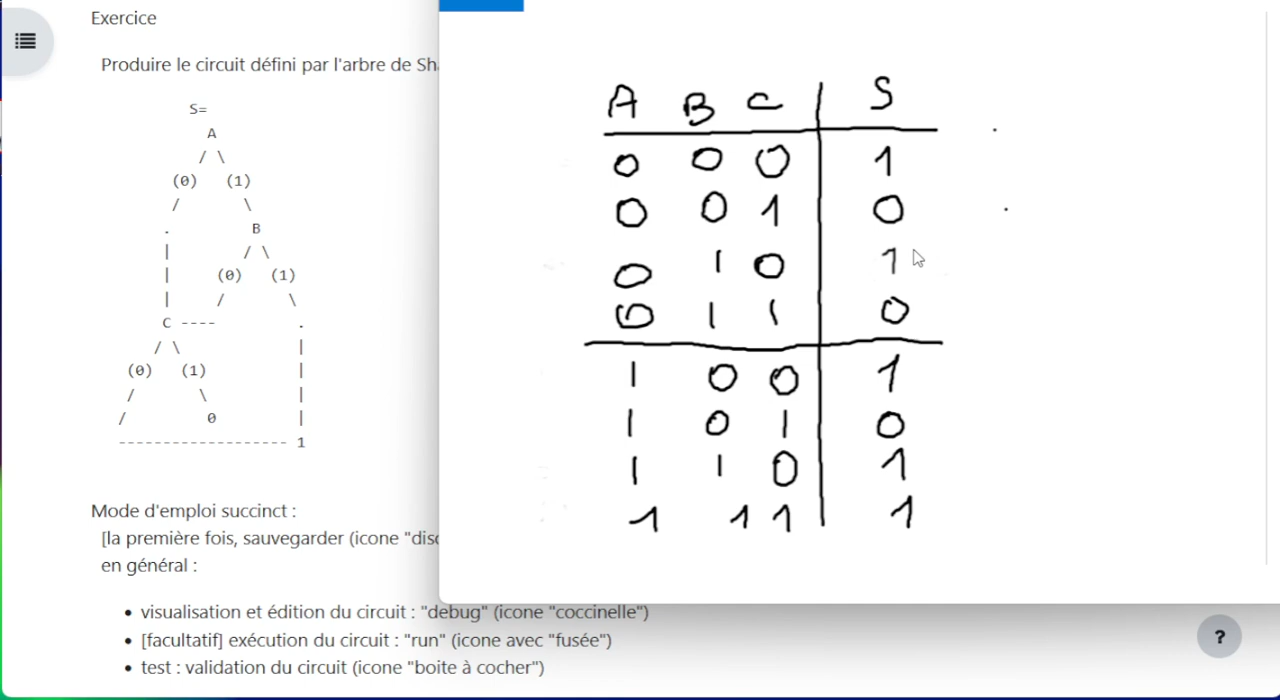 Exercice
Produire le circuit défini par l'arbre de
S=
A
/ \
(0) (1)
/ \
. B
| / \
| (0) (1)
| / \
C ---- .
/ \ |
(0) (1) |
/ \ |
/ 0 |
------------------- 1
Mode d'emploi succinct :
[la première fois, sauvegarder (icone
en général :
• visualisation et édition du circuit : "debug" (icone "coccinelle")
• [facultatif] exécution du circuit : "run" (icone avec "fusée")
• test : validation du circuit (icone "boite à cocher")
A B C | S
0 0 0 | 1
0 0 1 | 0
0 1 0 | 1
0 1 1 | 0
1 0 0 | 1
1 0 1 | 0
1 1 0 | 1
1 1 1 | 1
?